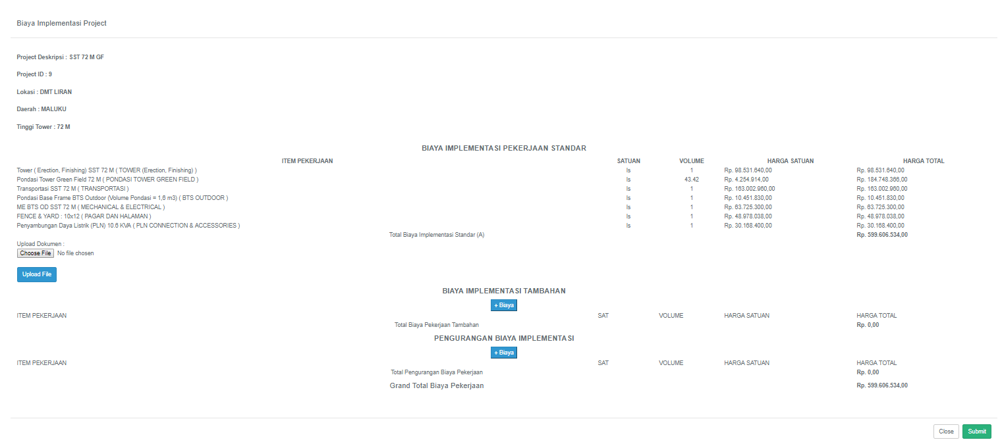 Biaya Implementasi Project
Project Deskripsi : SST 72 M GF
Project ID : 9
Lokasi : DMT LIRAN
Daerah : MALUKU
Tinggi Tower : 72 M
BIAYA IMPLEMENTASI PEKERJAAN STANDAR
ITEM PEKERJAAN SATUAN VOLUME HARGA SATUAN HARGA TOTAL
Tower ( Erection, Finishing) SST 72 M ( TOWER (Erection, Finishing) ) ls 1 Rp. 98.531.640,00 Rp. 98.531.640,00
Pondasi Tower Green Field 72 M ( PONDASI TOWER GREEN FIELD ) ls 43.42 Rp. 4.254.914,00 Rp. 184.748.366,00
Transportasi SST 72 M ( TRANSPORTASI ) ls 1 Rp. 163.002.960,00 Rp. 163.002.960,00
Pondasi Base Frame BTS Outdoor (Volume Pondasi = 1,6 m3) ( BTS OUTDOOR ) ls 1 Rp. 10.451.830,00 Rp. 10.451.830,00
ME BTS OD SST 72 M ( MECHANICAL & ELECTRICAL ) ls 1 Rp. 63.725.300,00 Rp. 63.725.300,00
FENCE & YARD : 10x12 ( PAGAR DAN HALAMAN ) ls 1 Rp. 48.978.038,00 Rp. 48.978.038,00
Penyambungan Daya Listrik (PLN) 10.6 KVA ( PLN CONNECTION & ACCESSORIES ) ls 1 Rp. 30.168.400,00 Rp. 30.168.400,00
Total Biaya Implementasi Standar (A) Rp. 599.606.534,00
Upload Dokumen :
Choose File No file chosen
Upload File
BIAYA IMPLEMENTASI TAMBAHAN
+ Biaya
ITEM PEKERJAAN SAT VOLUME HARGA SATUAN HARGA TOTAL
Total Biaya Pekerjaan Tambahan Rp. 0,00
PENGURANGAN BIAYA IMPLEMENTASI
+ Biaya
ITEM PEKERJAAN SAT VOLUME HARGA SATUAN HARGA TOTAL
Total Pengurangan Biaya Pekerjaan Rp. 0,00
Grand Total Biaya Pekerjaan Rp. 599.606.534,00
Close Submit